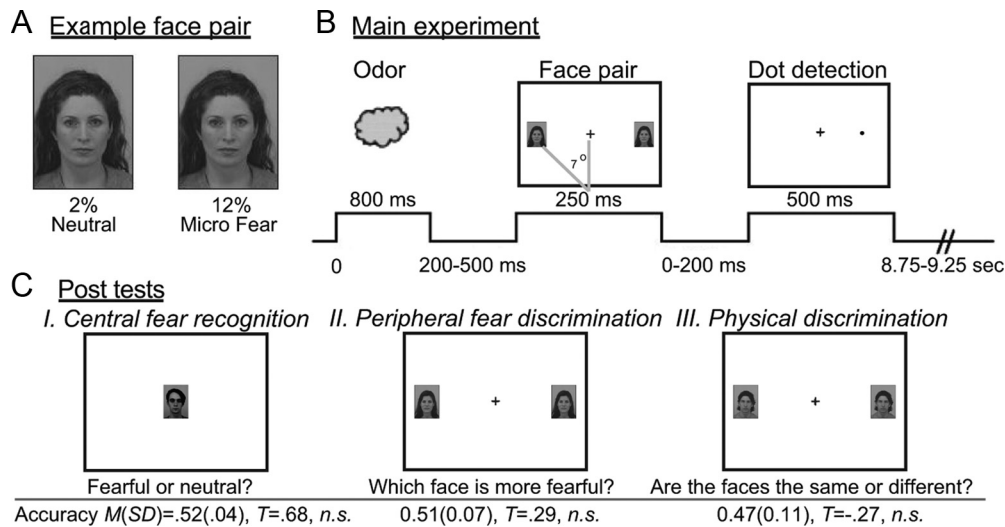 A Example face pair
2%
Neutral
12%
Micro Fear
B Main experiment
Odor
Face pair
Dot detection
+
7 o
+
800 ms
250 ms
500 ms
0
200-500 ms
0-200 ms
8.75-9.25 sec
C Post tests
I. Central fear recognition
II. Peripheral fear discrimination
III. Physical discrimination
+
+
Fearful or neutral?
Which face is more fearful?
Are the faces the same or different?
Accuracy M(SD)=.52(.04), T=.68, n.s.
0.51(0.07), T=.29, n.s.
0.47(0.11), T=-.27, n.s.